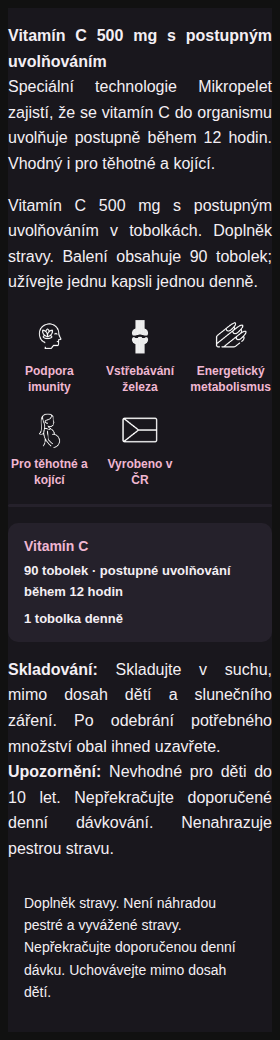 Vitamín C 500 mg s postupným
uvolňováním
Speciální technologie Mikropelet
zajistí, že se vitamín C do organismu
uvolňuje postupně během 12 hodin.
Vhodný i pro těhotné a kojící.
Vitamín C 500 mg s postupným
uvolňováním v tobolkách. Doplněk
stravy. Balení obsahuje 90 tobolek;
užívejte jednu kapsli jednou denně.
Podpora
imunity
Vstřebávání
železa
Energetický
metabolismus
Pro těhotné a
kojící
Vyrobeno v
ČR
Vitamín C
90 tobolek · postupné uvolňování
během 12 hodin
1 tobolka denně
Skladování: Skladujte v suchu,
mimo dosah dětí a slunečního
záření. Po odebrání potřebného
množství obal ihned uzavřete.
Upozornění: Nevhodné pro děti do
10 let. Nepřekračujte doporučené
denní dávkování. Nenahrazuje
pestrou stravu.
Doplněk stravy. Není náhradou
pestré a vyvážené stravy.
Nepřekračujte doporučenou denní
dávku. Uchovávejte mimo dosah
dětí.